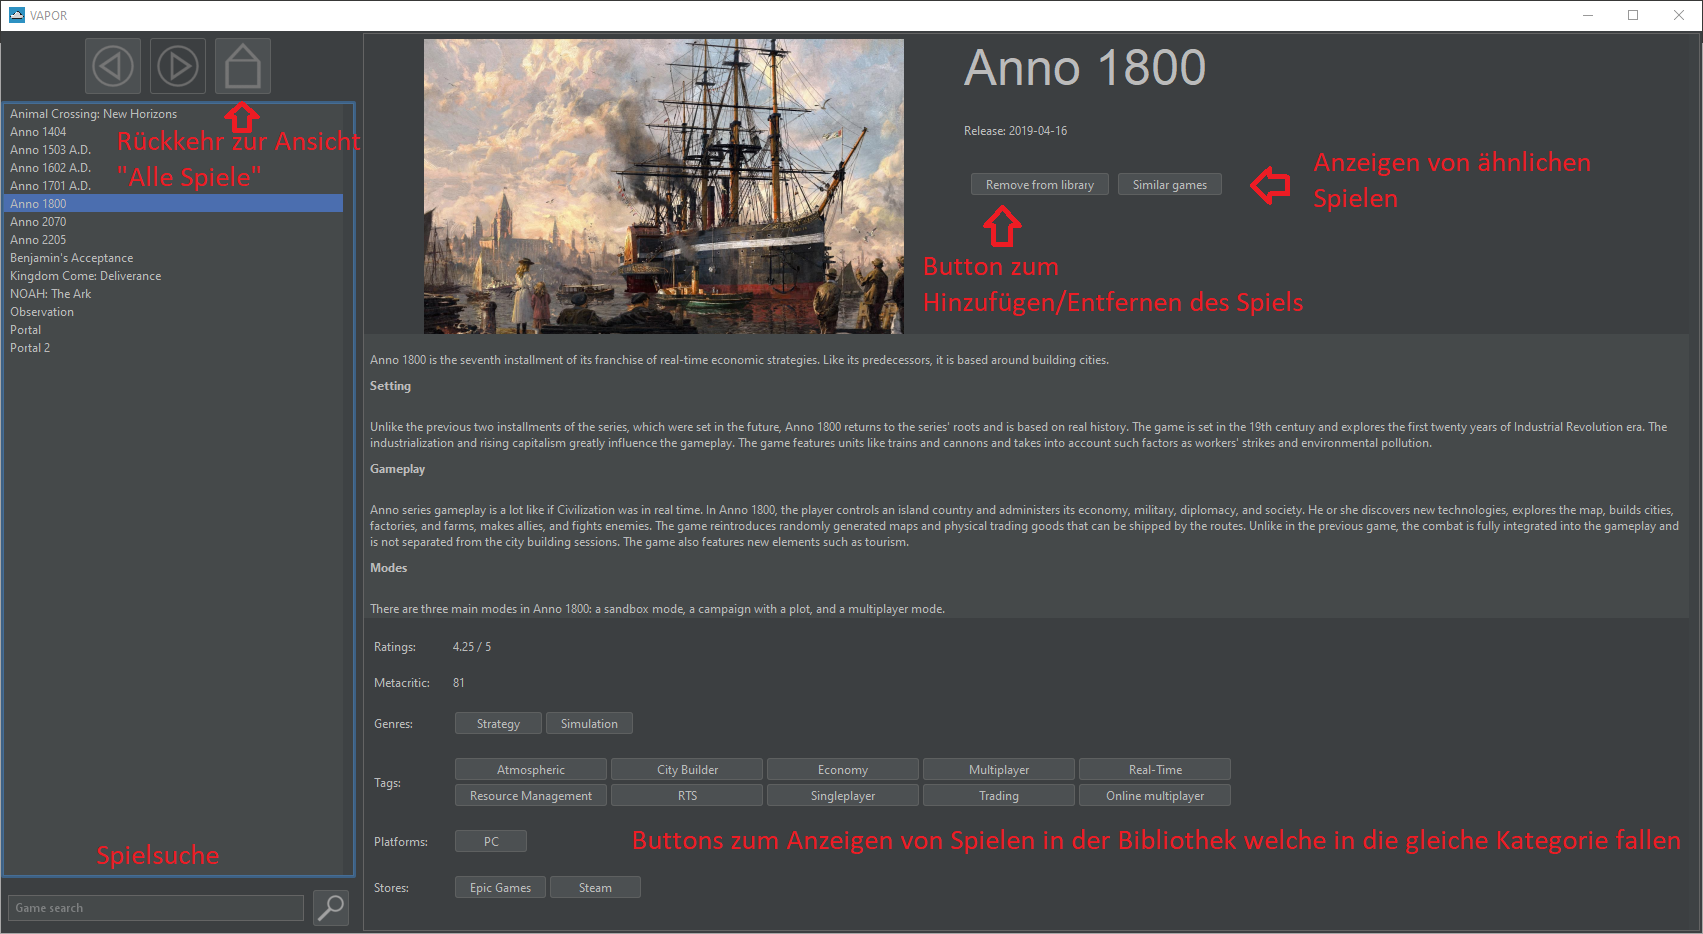 VAPOR
Animal Crossing: New Horizons
Anno 1404
Anno 1503 A.D.
Anno 1602 A.D.
Anno 1701 A.D.
Anno 1800
Anno 2070
Anno 2205
Benjamin's Acceptance
Kingdom Come: Deliverance
NOAH: The Ark
Observation
Portal
Portal 2
Rückkehr zur Ansicht
"Alle Spiele"
Spielsuche
Game search
Anno 1800
Release: 2019-04-16
Remove from library
Similar games
Anzeigen von ähnlichen
Spielen
Button zum
Hinzufügen/Entfernen des Spiels
Anno 1800 is the seventh installment of its franchise of real-time economic strategies. Like its predecessors, it is based around building cities.
Setting
Unlike the previous two installments of the series, which were set in the future, Anno 1800 returns to the series' roots and is based on real history. The game is set in the 19th century and explores the first twenty years of Industrial Revolution era. The
industrialization and rising capitalism greatly influence the gameplay. The game features units like trains and cannons and takes into account such factors as workers' strikes and environmental pollution.
Gameplay
Anno series gameplay is a lot like if Civilization was in real time. In Anno 1800, the player controls an island country and administers its economy, military, diplomacy, and society. He or she discovers new technologies, explores the map, builds cities,
factories, and farms, makes allies, and fights enemies. The game reintroduces randomly generated maps and physical trading goods that can be shipped by the routes. Unlike in the previous game, the combat is fully integrated into the gameplay and
is not separated from the city building sessions. The game also features new elements such as tourism.
Modes
There are three main modes in Anno 1800: a sandbox mode, a campaign with a plot, and a multiplayer mode.
Ratings: 4.25 / 5
Metacritic: 81
Genres: Strategy Simulation
Tags:
Atmospheric City Builder Economy Multiplayer Real-Time
Resource Management RTS Singleplayer Trading Online multiplayer
Platforms: PC
Buttons zum Anzeigen von Spielen in der Bibliothek welche in die gleiche Kategorie fallen
Stores: Epic Games Steam